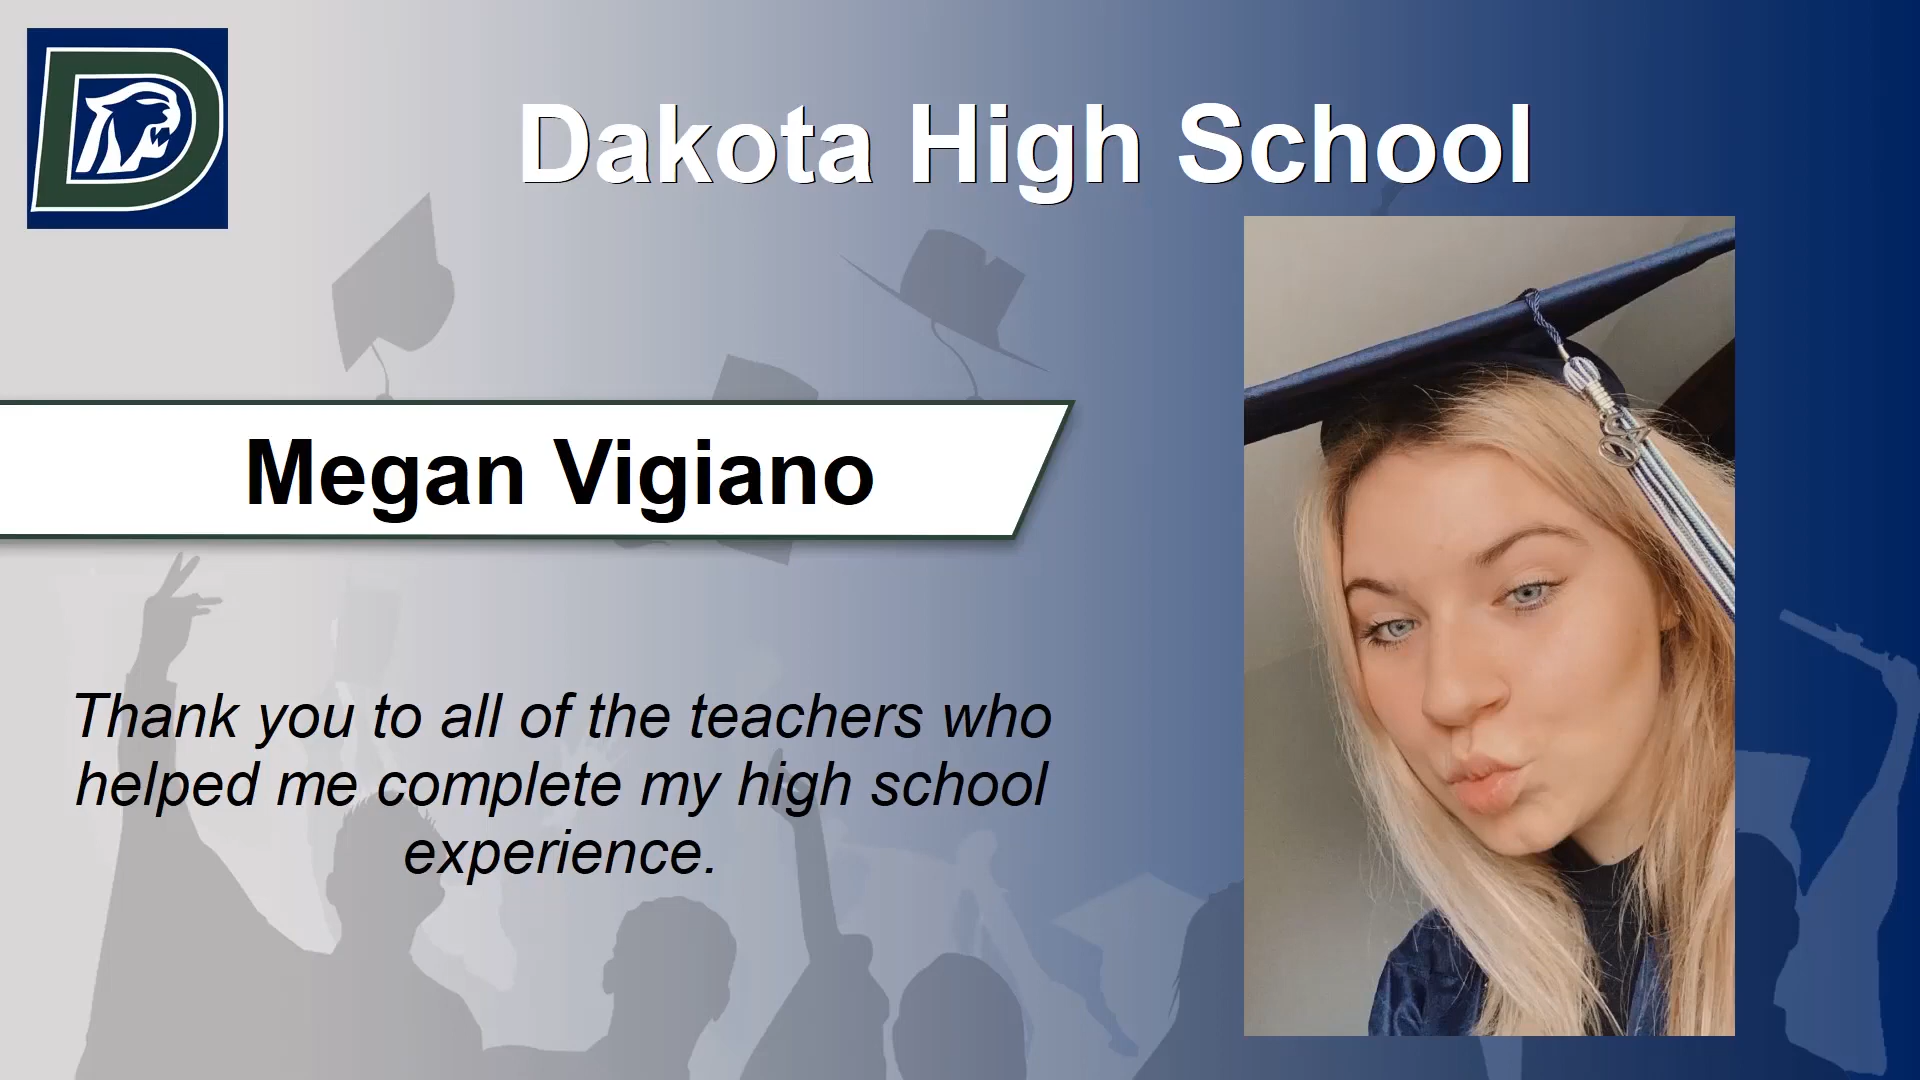 D
Dakota High School
Megan Vigiano
Thank you to all of the teachers who
helped me complete my high school
experience.